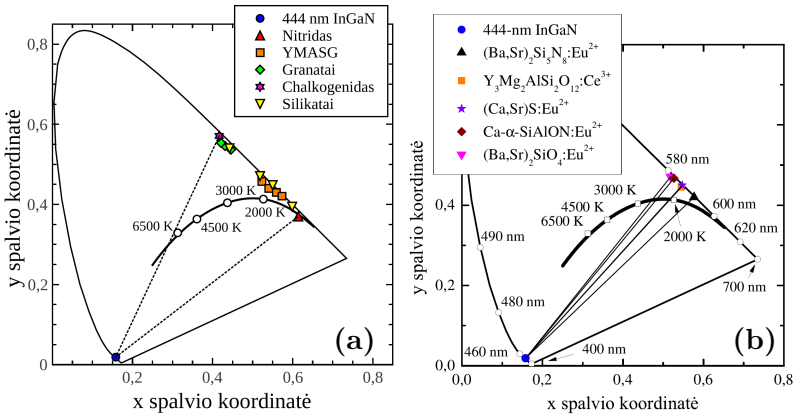 444 nm InGaN
Nitridas
YMASG
Granatai
Chalkogenidas
Silikatai
0,8
0,6
0,4
0,2
0
y spalvio koordinatė
6500 K
4500 K
3000 K
2000 K
0 0,2 0,4 0,6 0,8
x spalvio koordinatė
(a)
444-nm InGaN
(Ba,Sr)₂Si₅N₈:Eu²⁺
Y₃Mg₂AlSi₂O₁₂:Ce³⁺
(Ca,Sr)S:Eu²⁺
Ca-α-SiAlON:Eu²⁺
(Ba,Sr)₂SiO₄:Eu²⁺
0,6
0,4
0,2
0,0
y spalvio koordinatė
580 nm
600 nm
620 nm
700 nm
490 nm
480 nm
460 nm
400 nm
6500 K
4500 K
3000 K
2000 K
0,0 0,2 0,4 0,6 0,8
x spalvio koordinatė
(b)